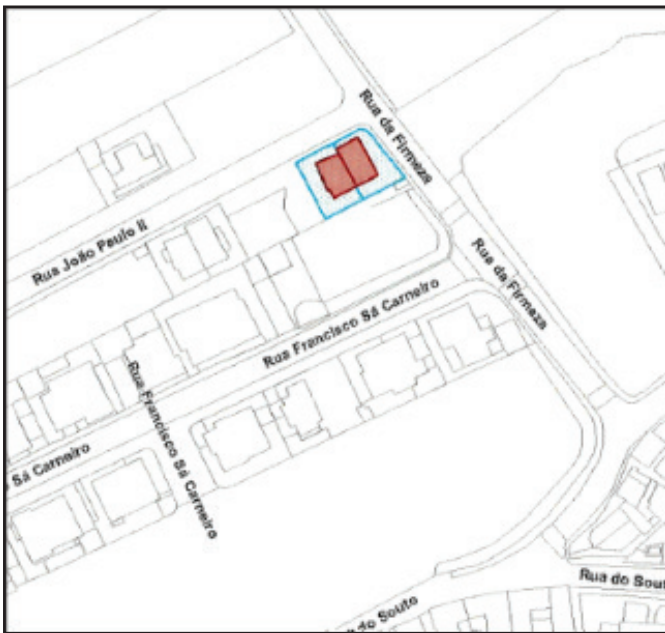 Rua da Firmeza
Rua João Paulo II
Rua da Firmeza
Rua Francisco Sá Carneiro
Rua Francisco Sá Carneiro
Sá Carneiro
Rua do Sout
do Souto